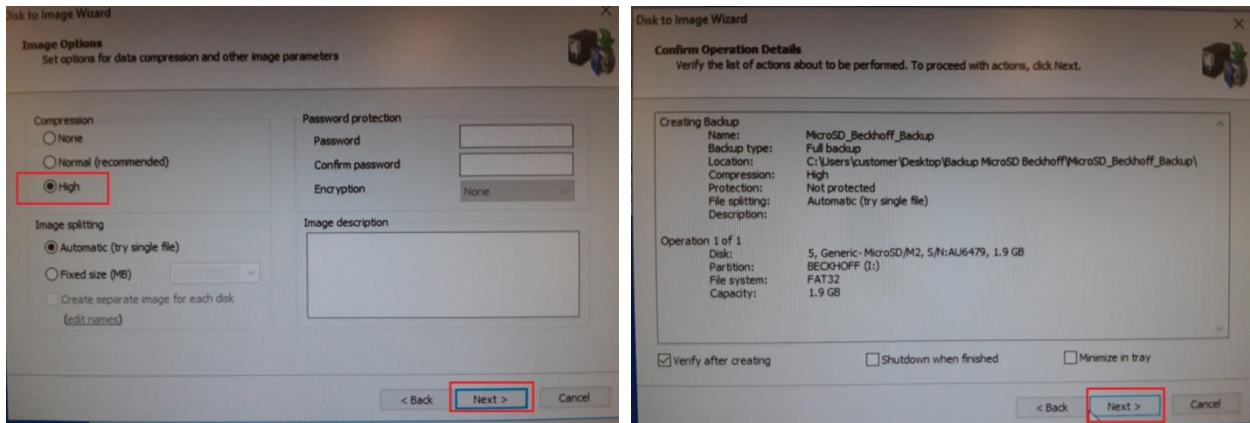 Disk to Image Wizard
Image Options
Set options for data compression and other image parameters
Compression
None
Normal (recommended)
High
Password protection
Password
Confirm password
Encryption
None
Image splitting
Automatic (try single file)
Fixed size (MB)
Create separate image for each disk
(edit names)
Image description
< Back
Next >
Cancel
Disk to Image Wizard
Confirm Operation Details
Verify the list of actions about to be performed. To proceed with actions, click Next.
Creating Backup
Name: MicroSD_Beckhoff_Backup
Backup type: Full backup
Location: C:\Users\customer\Desktop\Backup MicroSD Bedchoff\MicroSD_Beckhoff_Backup\
Compression: High
Protection: Not protected
File splitting: Automatic (try single file)
Description:
Operation 1 of 1
Disk: 5, Generic- MicroSD/M2, S/N:AU6479, 1.9 GB
Partition: BECKHOFF (I:)
File system: FAT32
Capacity: 1.9 GB
Verify after creating
Shutdown when finished
Minimize in tray
< Back
Next >
Cancel